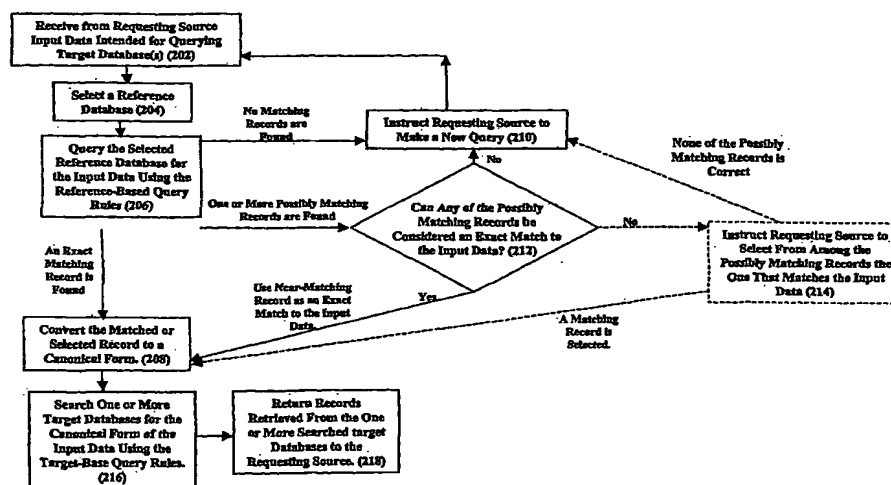 Receive from Requesting Source
Input Data Intended for Querying
Target Database(s) (202)
Select a Reference
Database (204)
No Matching
Records are
Found
Instruct Requesting Source to
Make a New Query (210)
None of the Possibly
Matching Records is
Correct
Query the Selected
Reference Database for
the Input Data Using the
Reference-Based Query
Rules (206)
One or More Possibly Matching
Records are Found
No
Can Any of the Possibly
Matching Records be
Considered an Exact Match to
the Input Data? (212)
No
Instruct Requesting Source to
Select From Among the
Possibly Matching Records the
One That Matches the Input
Data (214)
An Exact
Matching
Record is
Found
Use Near-Matching
Record as an Exact
Match to the Input
Data.
Yes
A Matching
Record is
Selected.
Convert the Matched or
Selected Record to a
Canonical Form. (208)
Search One or More
Target Databases for the
Canonical Form of the
Input Data Using the
Target-Base Query Rules.
(216)
Return Records
Retrieved From the One
or More Searched target
Databases to the
Requesting Source. (218)